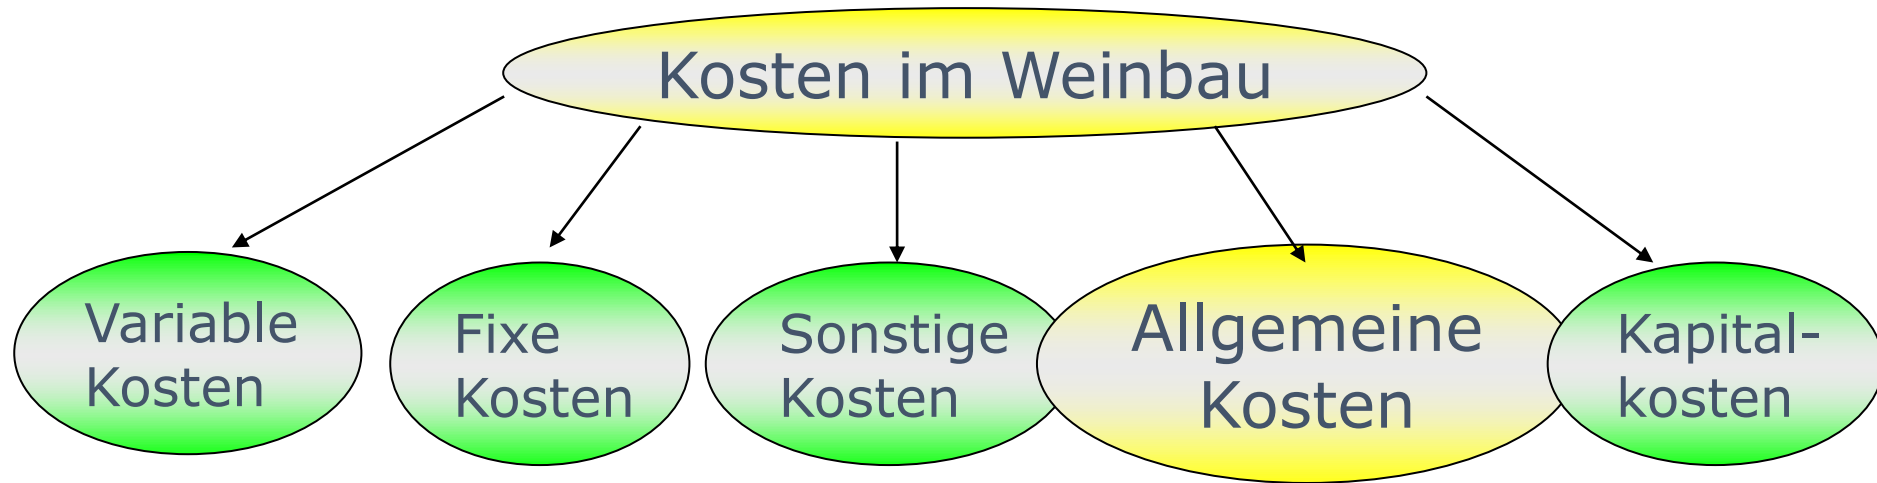 Kosten im Weinbau
Variable
Kosten
Fixe
Kosten
Sonstige
Kosten
Allgemeine
Kosten
Kapital-
kosten